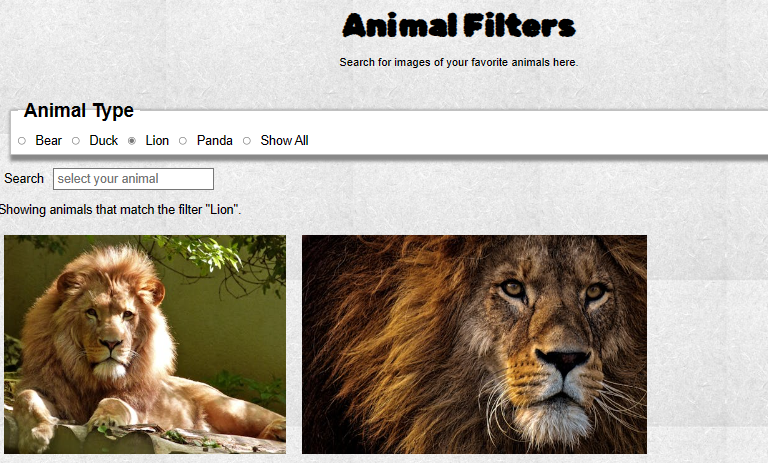 Animal Filters
Search for images of your favorite animals here.
Animal Type
Bear Duck Lion Panda Show All
Search select your animal
Showing animals that match the filter "Lion".